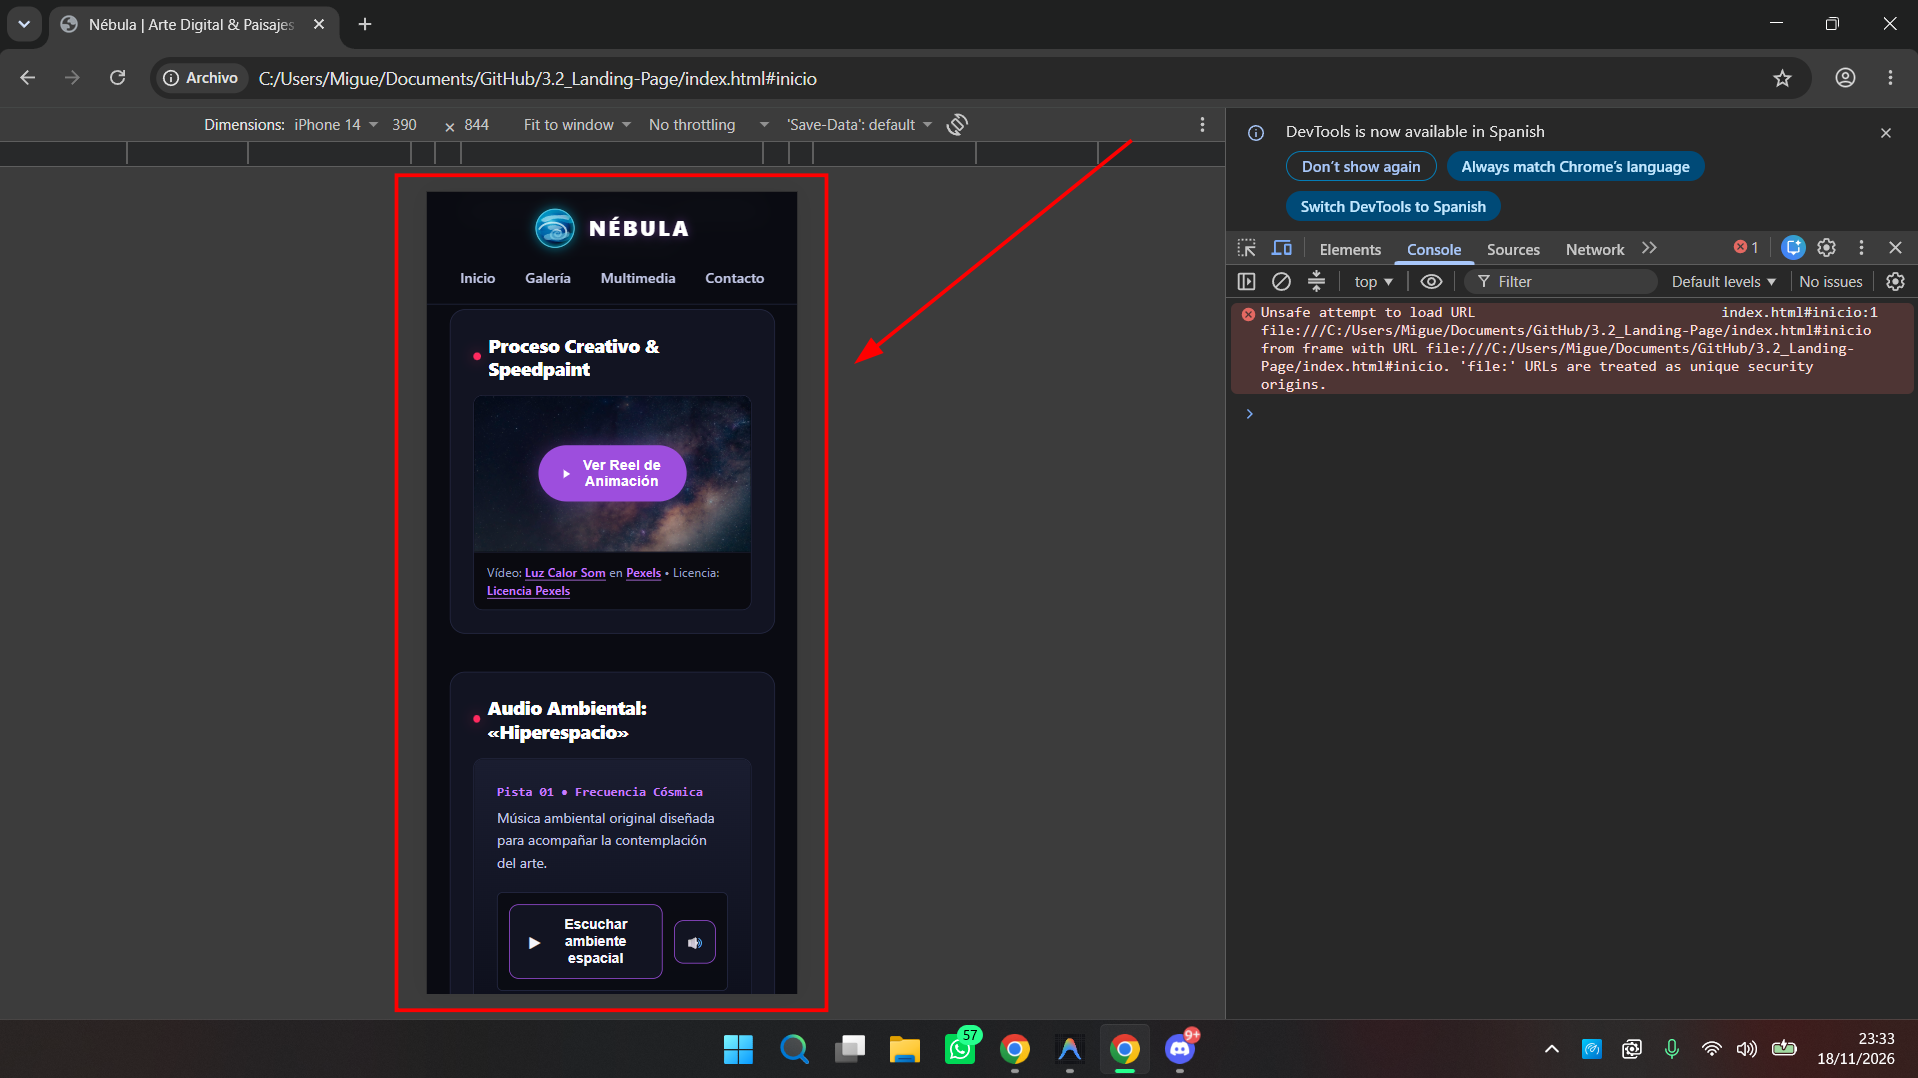 Nébula | Arte Digital & Paisajes
Archivo
C:/Users/Migue/Documents/GitHub/3.2_Landing-Page/index.html#inicio
Dimensions: iPhone 14 390 × 844 Fit to window No throttling 'Save-Data': default
NÉBULA
Inicio Galería Multimedia Contacto
Proceso Creativo &
Speedpaint
Ver Reel de
Animación
Vídeo: Luz Calor Som en Pexels • Licencia:
Licencia Pexels
Audio Ambiental:
«Hiperespacio»
Pista 01 • Frecuencia Cósmica
Música ambiental original diseñada
para acompañar la contemplación
del arte.
Escuchar
ambiente
espacial
DevTools is now available in Spanish
Don't show again Always match Chrome's language
Switch DevTools to Spanish
Elements Console Sources Network 1
top Filter Default levels No issues
Unsafe attempt to load URL index.html#inicio:1
file:///C:/Users/Migue/Documents/GitHub/3.2_Landing-Page/index.html#inicio
from frame with URL file:///C:/Users/Migue/Documents/GitHub/3.2_Landing-
Page/index.html#inicio. 'file:' URLs are treated as unique security
origins.
57
9+
23:33
18/11/2026